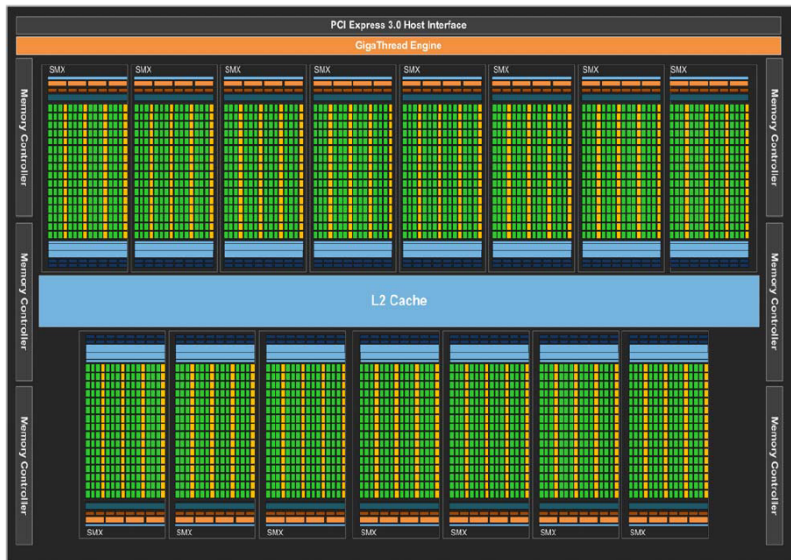 PCI Express 3.0 Host Interface
GigaThread Engine
SMX SMX SMX SMX SMX SMX SMX SMX
Memory Controller
Memory Controller
Memory Controller
Memory Controller
L2 Cache
Memory Controller
Memory Controller
SMX SMX SMX SMX SMX SMX SMX